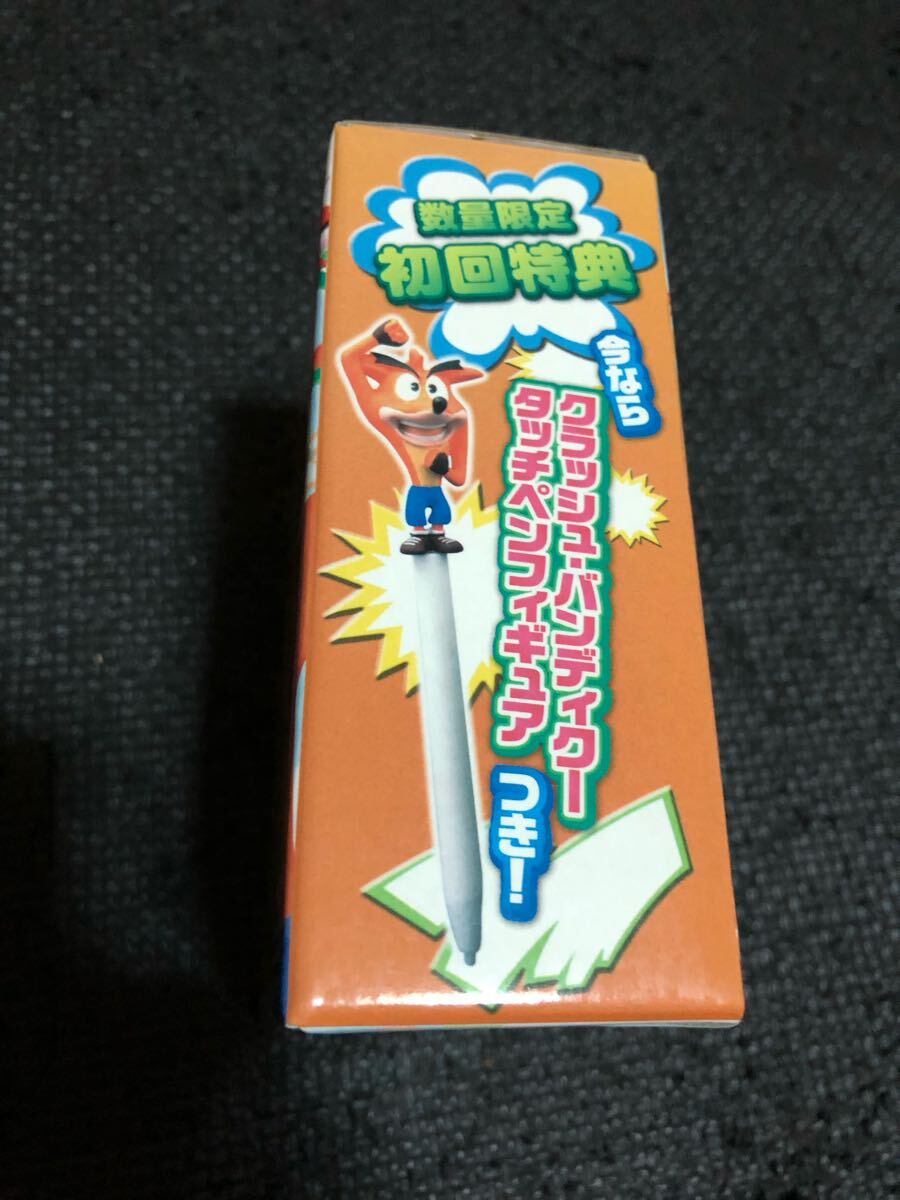 数量限定
初回特典
今なら
クラッシュ・バンディクー
タッチペンフィギュア
つき！